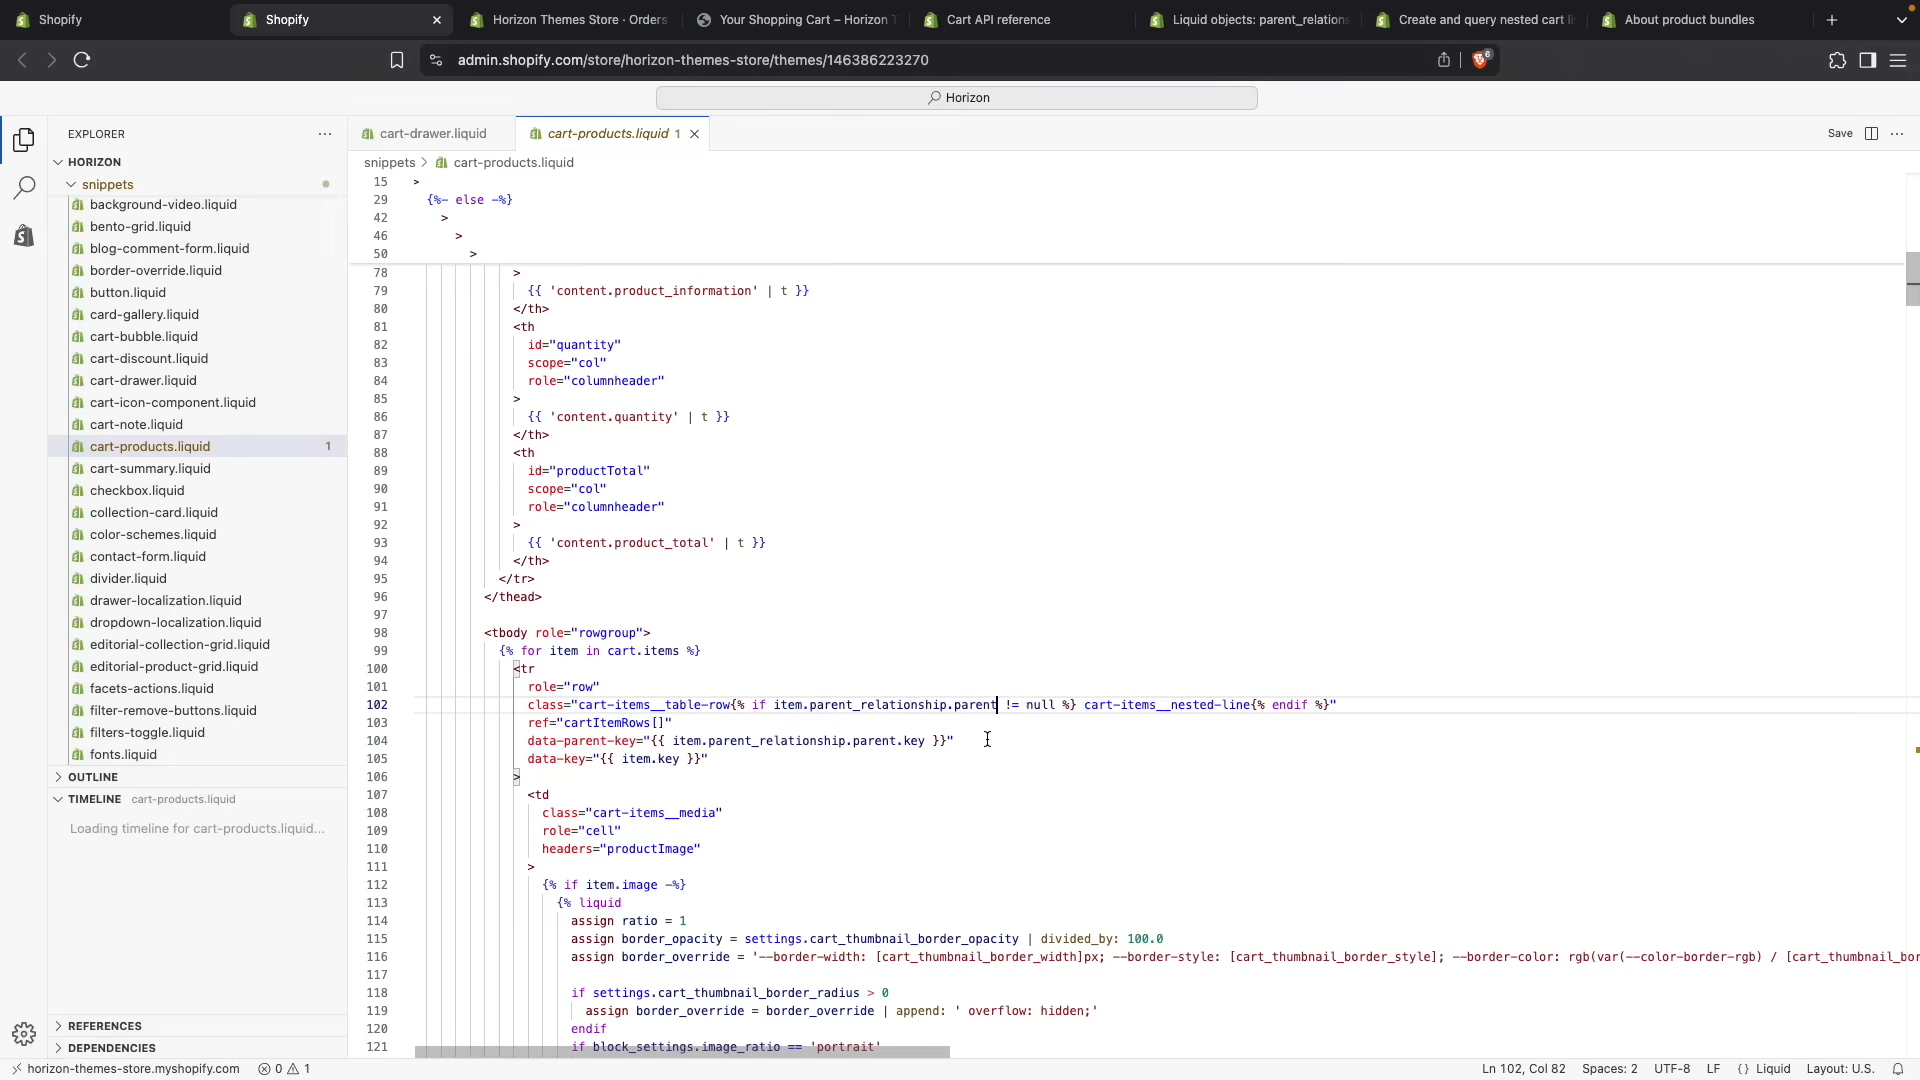 Shopify
Shopify
Horizon Themes Store · Orders
Your Shopping Cart – Horizon T
Cart API reference
Liquid objects: parent_relations
Create and query nested cart li
About product bundles
admin.shopify.com/store/horizon-themes-store/themes/146386223270
6
Horizon
EXPLORER
cart-drawer.liquid
cart-products.liquid 1
Save
HORIZON
snippets > cart-products.liquid
snippets
background-video.liquid
bento-grid.liquid
blog-comment-form.liquid
border-override.liquid
button.liquid
card-gallery.liquid
cart-bubble.liquid
cart-discount.liquid
cart-drawer.liquid
cart-icon-component.liquid
cart-note.liquid
cart-products.liquid 1
cart-summary.liquid
checkbox.liquid
collection-card.liquid
color-schemes.liquid
contact-form.liquid
divider.liquid
drawer-localization.liquid
dropdown-localization.liquid
editorial-collection-grid.liquid
editorial-product-grid.liquid
facets-actions.liquid
filter-remove-buttons.liquid
filters-toggle.liquid
fonts.liquid
OUTLINE
TIMELINE cart-products.liquid
Loading timeline for cart-products.liquid...
REFERENCES
DEPENDENCIES
15 >
29 {%- else -%}
42 >
46 >
50 >
78 >
79 {{ 'content.product_information' | t }}
80 </th>
81 <th
82 id="quantity"
83 scope="col"
84 role="columnheader"
85 >
86 {{ 'content.quantity' | t }}
87 </th>
88 <th
89 id="productTotal"
90 scope="col"
91 role="columnheader"
92 >
93 {{ 'content.product_total' | t }}
94 </th>
95 </tr>
96 </thead>
97
98 <tbody role="rowgroup">
99 {% for item in cart.items %}
100 <tr
101 role="row"
102 class="cart-items__table-row{% if item.parent_relationship.parent != null %} cart-items__nested-line{% endif %}"
103 ref="cartItemRows[]"
104 data-parent-key="{{ item.parent_relationship.parent.key }}"
105 data-key="{{ item.key }}"
106 >
107 <td
108 class="cart-items__media"
109 role="cell"
110 headers="productImage"
111 >
112 {% if item.image -%}
113 {% liquid
114 assign ratio = 1
115 assign border_opacity = settings.cart_thumbnail_border_opacity | divided_by: 100.0
116 assign border_override = '--border-width: [cart_thumbnail_border_width]px; --border-style: [cart_thumbnail_border_style]; --border-color: rgb(var(--color-border-rgb) / [cart_thumbnail_bor
117
118 if settings.cart_thumbnail_border_radius > 0
119 assign border_override = border_override | append: ' overflow: hidden;'
120 endif
121 if block_settings.image_ratio == 'portrait'
horizon-themes-store.myshopify.com 0 1
Ln 102, Col 82 Spaces: 2 UTF-8 LF {} Liquid Layout: U.S.